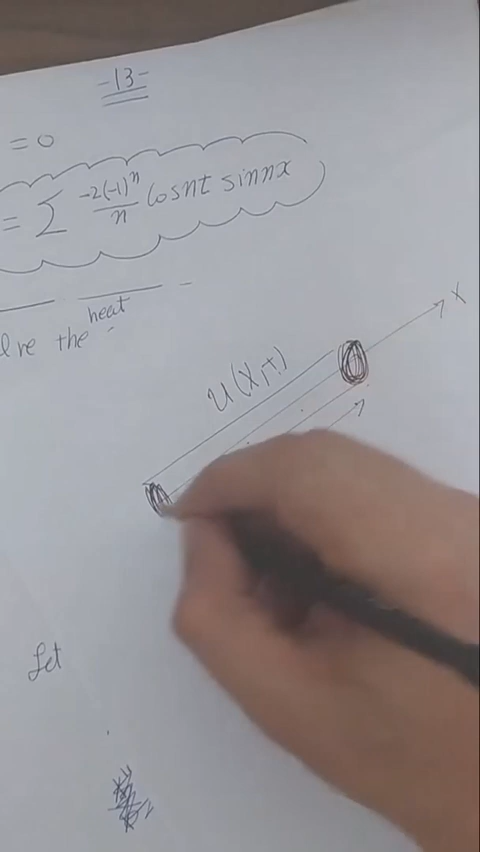 -13-
= 0
= Σ -2(-1)^n/n cosnt sinnx
lve the heat
x
u(x,t)
Let